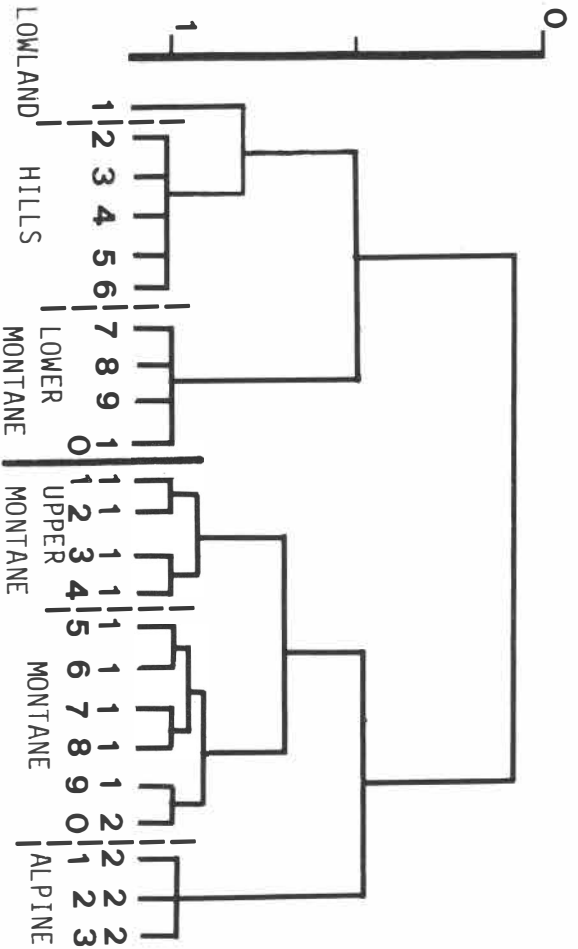 0
1
1 2 3 4 5 6 7 8 9 10 11 12 13 14 15 16 17 18 19 20 21 22 23
LOWLAND
HILLS
LOWER
MONTANE
UPPER
MONTANE
MONTANE
ALPINE